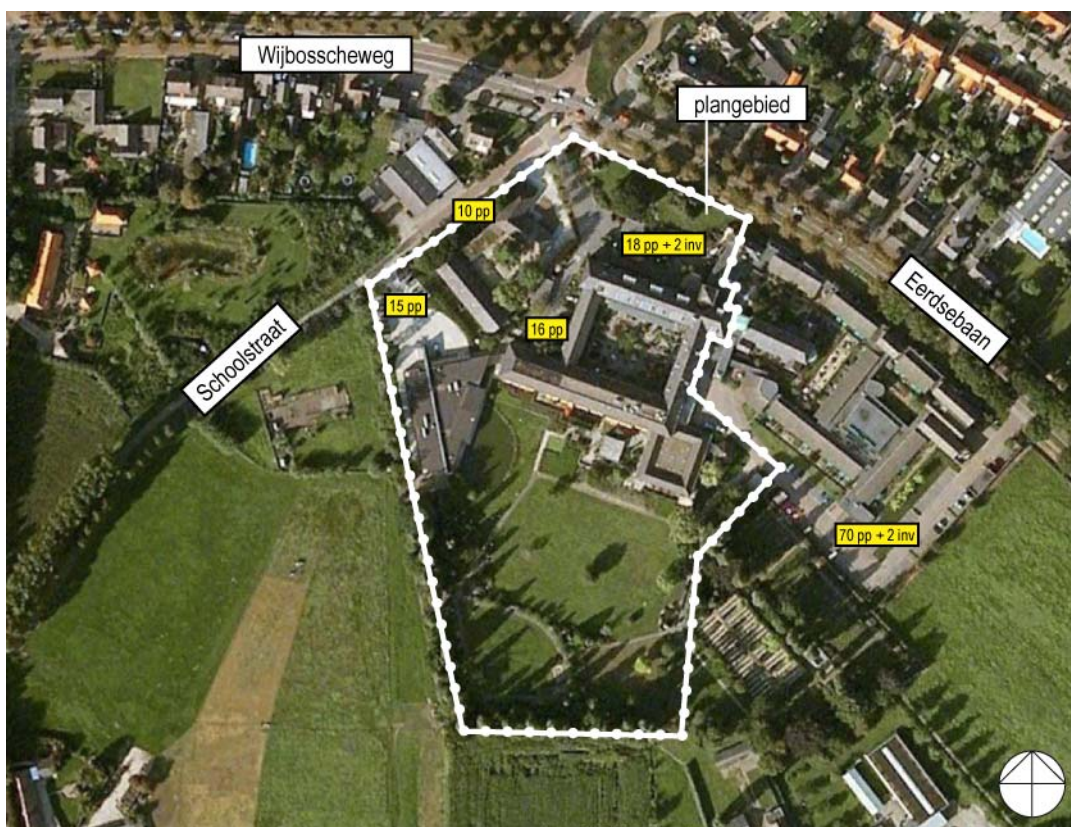 Wijbosscheweg
plangebied
10 pp
18 pp + 2 inv
15 pp
16 pp
Eerdsebaan
Schoolstraat
70 pp + 2 inv